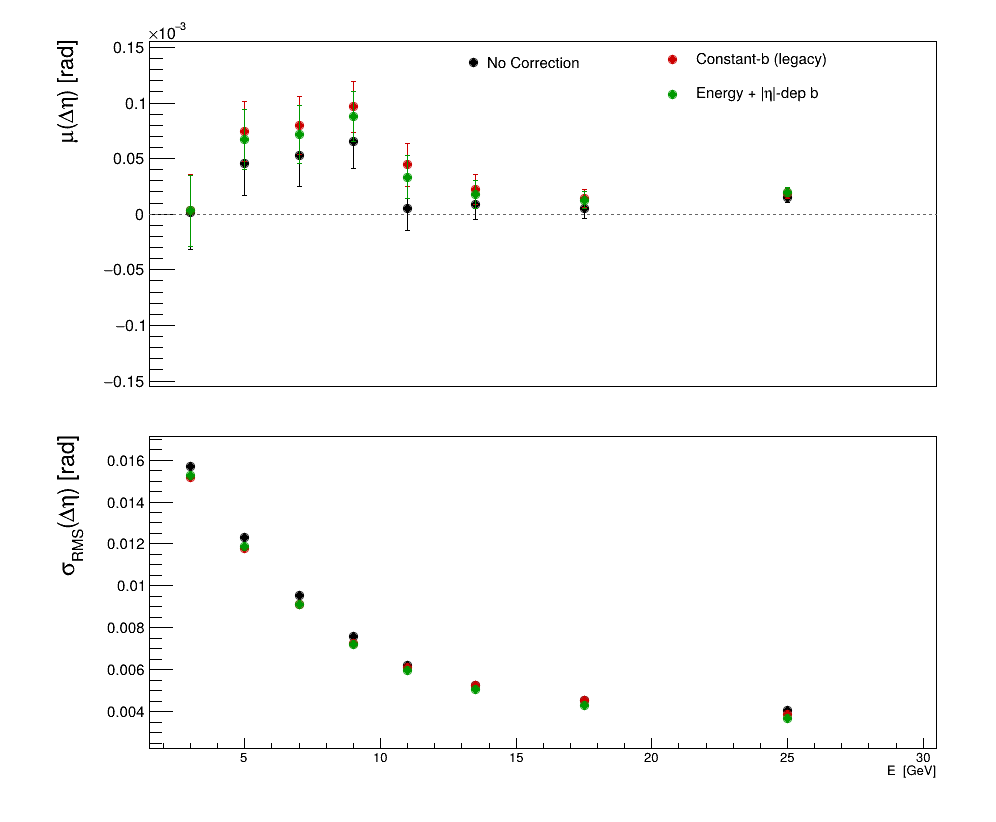 ×10⁻³
μ(Δη) [rad]
0.15
0.1
0.05
0
−0.05
−0.1
−0.15
No Correction
Constant-b (legacy)
Energy + |η|-dep b
σRMS(Δη) [rad]
0.016
0.014
0.012
0.01
0.008
0.006
0.004
5 10 15 20 25 30
E [GeV]